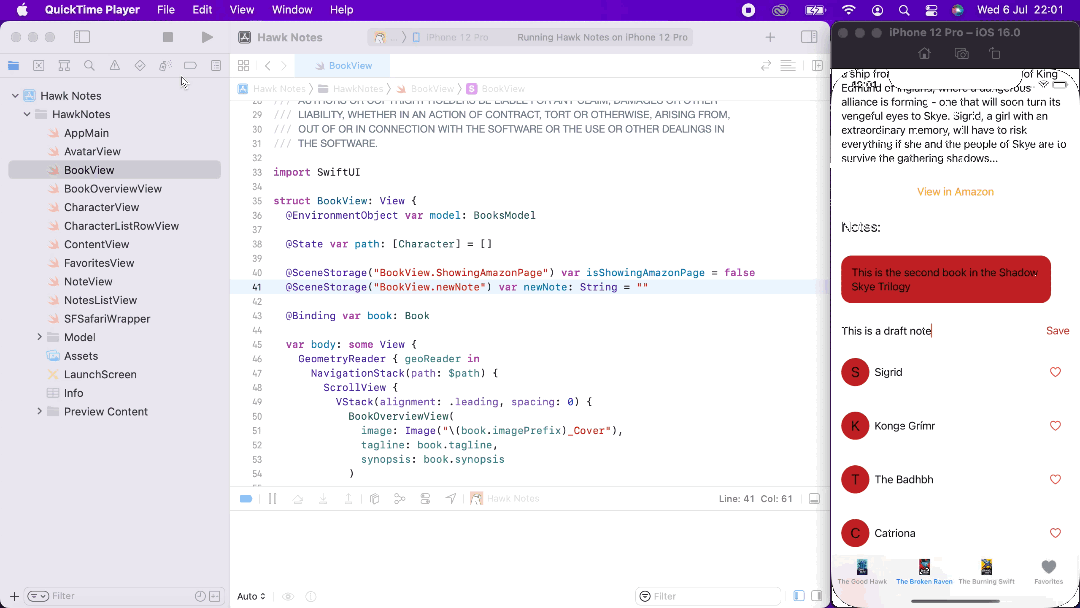 QuickTime Player File Edit View Window Help
Wed 6 Jul 22:01
Hawk Notes
iPhone 12 Pro
Running Hawk Notes on iPhone 12 Pro
BookView
Hawk Notes HawkNotes BookView BookView
Hawk Notes
HawkNotes
AppMain
AvatarView
BookView
BookOverviewView
CharacterView
CharacterListRowView
ContentView
FavoritesView
NoteView
NotesListView
SFSafariWrapper
Model
Assets
LaunchScreen
Info
Preview Content
Filter
28 /// AUTHORS OR COPYRIGHT HOLDERS BE LIABLE FOR ANY CLAIM, DAMAGES OR OTHER
29 /// LIABILITY, WHETHER IN AN ACTION OF CONTRACT, TORT OR OTHERWISE, ARISING FROM,
30 /// OUT OF OR IN CONNECTION WITH THE SOFTWARE OR THE USE OR OTHER DEALINGS IN
31 /// THE SOFTWARE.
32
33 import SwiftUI
34
35 struct BookView: View {
36 @EnvironmentObject var model: BooksModel
37
38 @State var path: [Character] = []
39
40 @SceneStorage("BookView.ShowingAmazonPage") var isShowingAmazonPage = false
41 @SceneStorage("BookView.newNote") var newNote: String = ""
42
43 @Binding var book: Book
44
45 var body: some View {
46 GeometryReader { geoReader in
47 NavigationStack(path: $path) {
48 ScrollView {
49 VStack(alignment: .leading, spacing: 0) {
50 BookOverviewView(
51 image: Image("\(book.imagePrefix)_Cover"),
52 tagline: book.tagline,
53 synopsis: book.synopsis
54 )
Hawk Notes
Line: 41 Col: 61
Auto
Filter
iPhone 12 Pro – iOS 16.0
of King
alliance is forming - one that will soon turn its
vengeful eyes to Skye. Sigrid, a girl with an
extraordinary memory, will have to risk
everything if she and the people of Skye are to
survive the gathering shadows...
View in Amazon
Notes:
This is the second book in the Shadow
Skye Trilogy
This is a draft note
Save
S Sigrid
K Konge Grímr
T The Badhbh
C Catriona
The Good Hawk The Broken Raven The Burning Swift Favorites